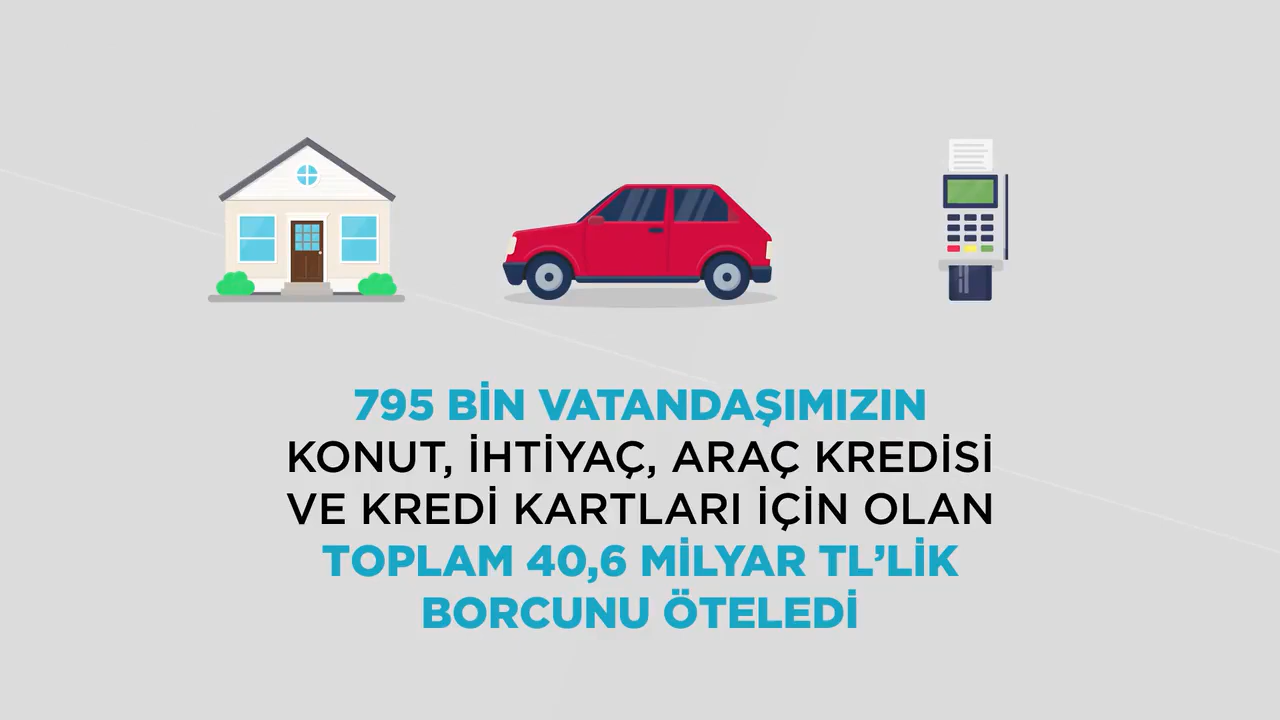 795 BİN VATANDAŞIMIZIN
KONUT, İHTİYAÇ, ARAÇ KREDİSİ
VE KREDİ KARTLARI İÇİN OLAN
TOPLAM 40,6 MİLYAR TL’LİK
BORCUNU ÖTELEDİ